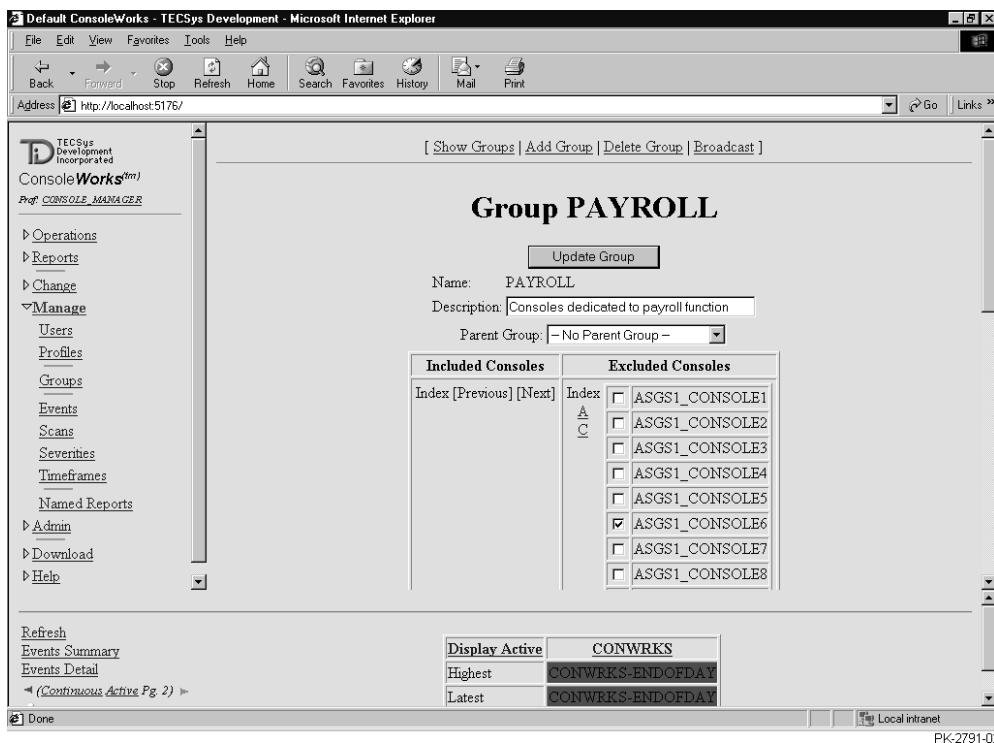 Default ConsoleWorks - TECSys Development - Microsoft Internet Explorer
File Edit View Favorites Tools Help
Back Forward Stop Refresh Home Search Favorites History Mail Print
Address http://localhost:5176/ Go Links »
TECSys
Development
Incorporated
ConsoleWorks(tm)
Prof: CONSOLE_MANAGER
Operations
Reports
Change
Manage
Users
Profiles
Groups
Events
Scans
Severities
Timeframes
Named Reports
Admin
Download
Help
[ Show Groups | Add Group | Delete Group | Broadcast ]
Group PAYROLL
Update Group
Name: PAYROLL
Description: Consoles dedicated to payroll function
Parent Group: – No Parent Group –
Included Consoles Excluded Consoles
Index [Previous] [Next] Index
A
C
ASGS1_CONSOLE1
ASGS1_CONSOLE2
ASGS1_CONSOLE3
ASGS1_CONSOLE4
ASGS1_CONSOLE5
ASGS1_CONSOLE6
ASGS1_CONSOLE7
ASGS1_CONSOLE8
Refresh
Events Summary
Events Detail
(Continuous Active Pg. 2)
Display Active CONWRKS
Highest CONWRKS-ENDOFDAY
Latest CONWRKS-ENDOFDAY
Done Local intranet